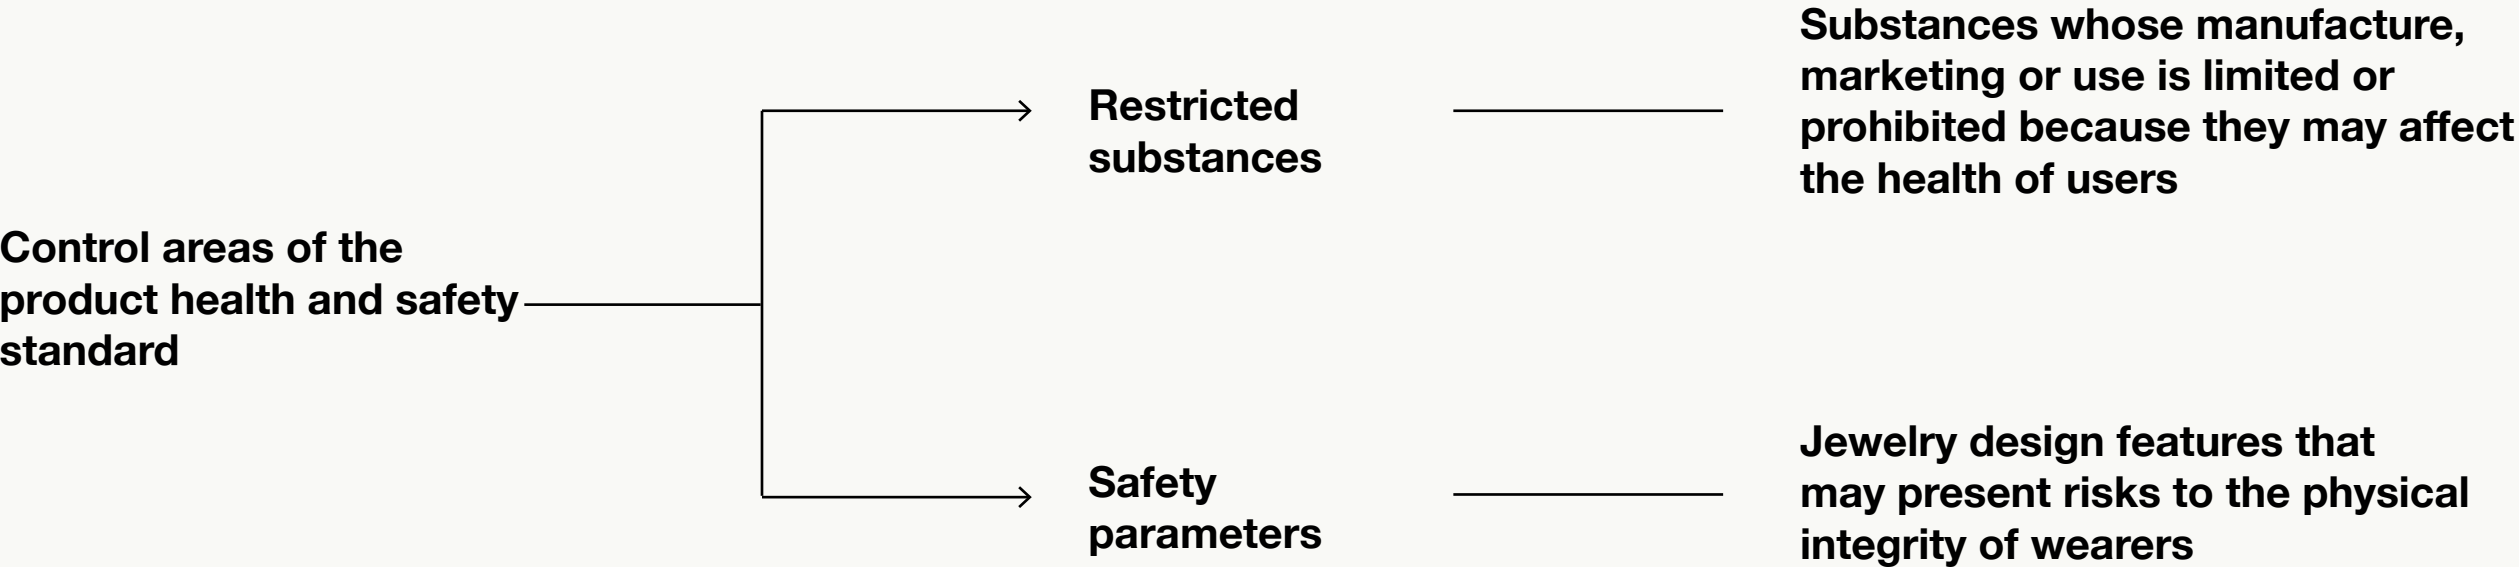 Control areas of the
product health and safety
standard
Restricted
substances
Substances whose manufacture,
marketing or use is limited or
prohibited because they may affect
the health of users
Safety
parameters
Jewelry design features that
may present risks to the physical
integrity of wearers